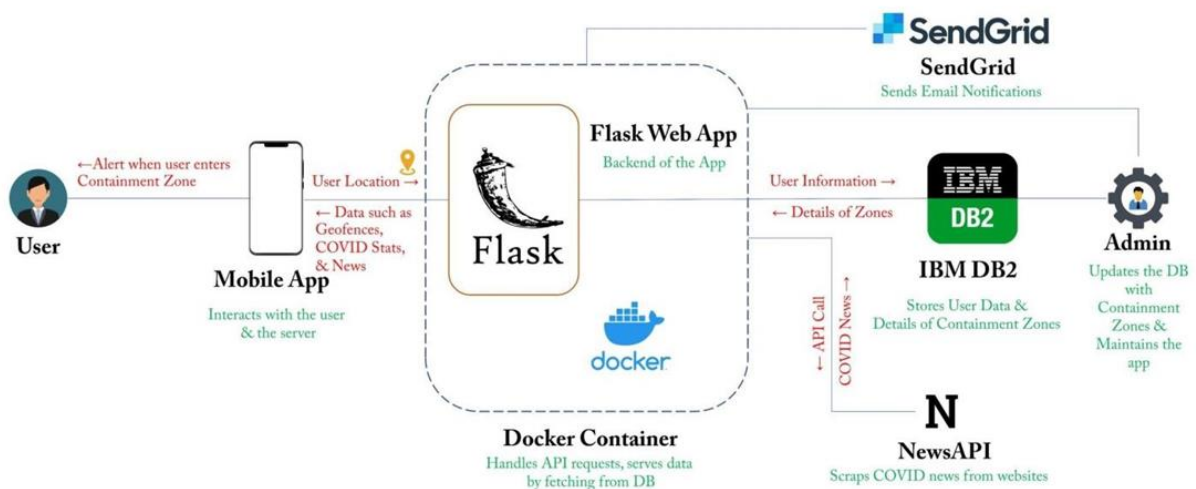 SendGrid
SendGrid
Sends Email Notifications
Flask Web App
Backend of the App
←Alert when user enters
Containment Zone
User Location →
← Data such as
Geofences,
COVID Stats,
& News
User
Mobile App
Interacts with the user
& the server
Flask
docker
User Information →
← Details of Zones
IBM
DB2
IBM DB2
Stores User Data &
Details of Containment Zones
Admin
Updates the DB
with
Containment
Zones &
Maintains the
app
← API Call
COVID News →
Docker Container
Handles API requests, serves data
by fetching from DB
N
NewsAPI
Scraps COVID news from websites